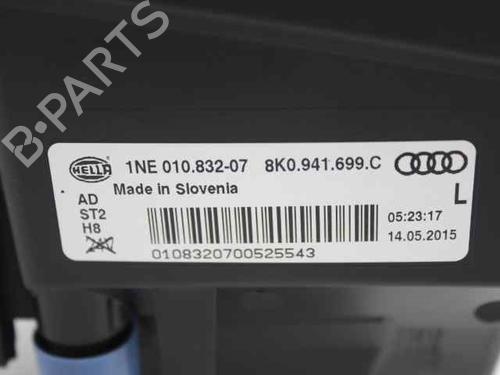 B-PARTS
HELLA 1NE 010.832-07 8K0.941.699.C
Made in Slovenia
AD
ST2
H8
L
05:23:17
14.05.2015
0108320700525543